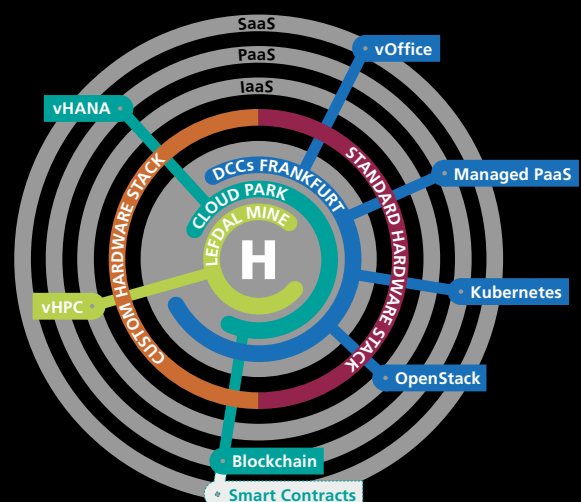 SaaS
PaaS
IaaS
vOffice
vHANA
Managed PaaS
Kubernetes
OpenStack
Blockchain
Smart Contracts
vHPC
CUSTOM HARDWARE STACK
STANDARD HARDWARE STACK
DCCs FRANKFURT
CLOUD PARK
LEFDAL MINE
H